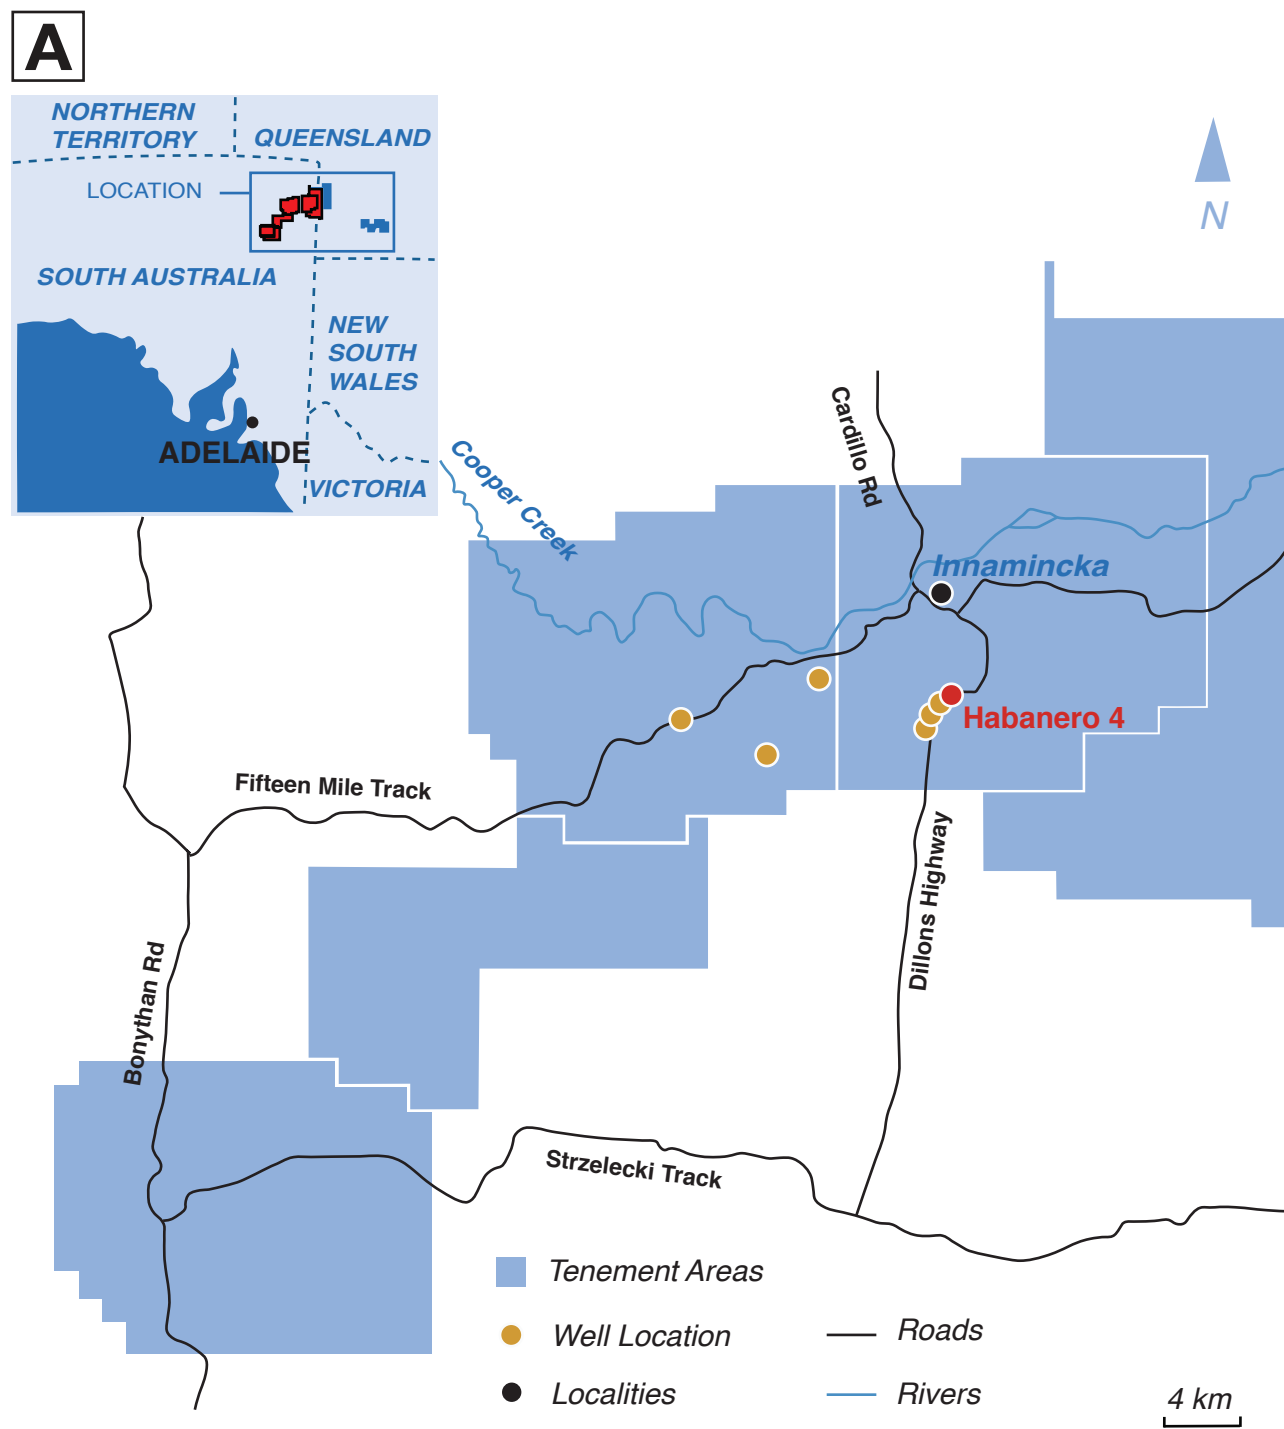 A
NORTHERN
TERRITORY
QUEENSLAND
LOCATION
SOUTH AUSTRALIA
NEW
SOUTH
WALES
ADELAIDE
VICTORIA
N
Cardillo Rd
Cooper Creek
Innamincka
Habanero 4
Fifteen Mile Track
Dillons Highway
Bonythan Rd
Strzelecki Track
Tenement Areas
Well Location
Roads
Localities
Rivers
4 km